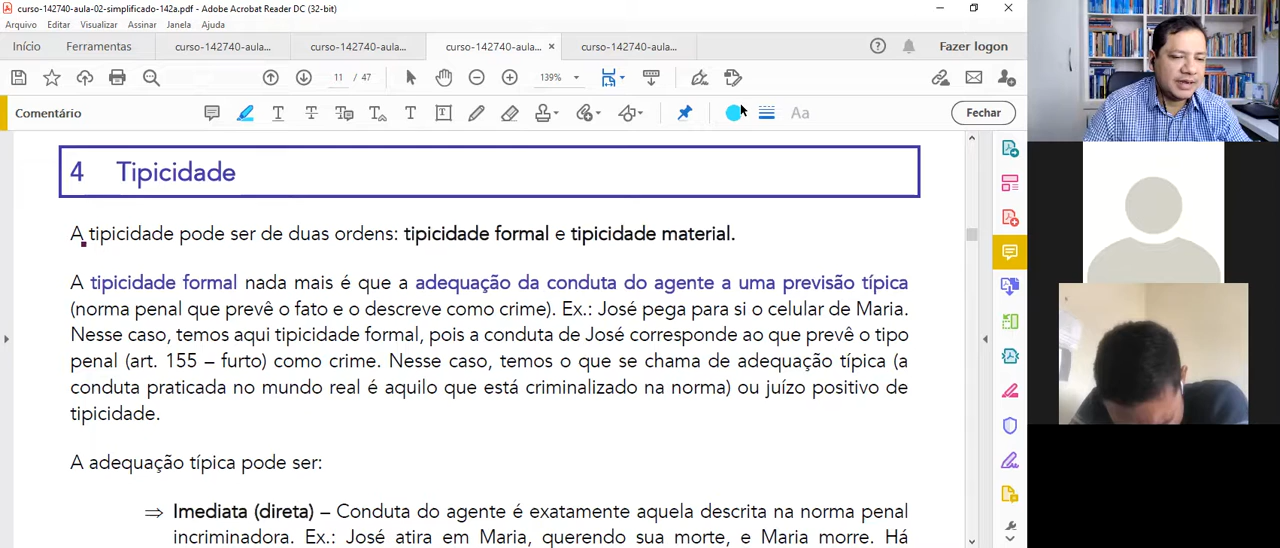 curso-142740-aula-02-simplificado-142a.pdf - Adobe Acrobat Reader DC (32-bit)
Arquivo Editar Visualizar Assinar Janela Ajuda
Início Ferramentas curso-142740-aula... curso-142740-aula... curso-142740-aula... × curso-142740-aula... Fazer logon
11 / 47 139%
Comentário Aa Fechar
4 Tipicidade
A tipicidade pode ser de duas ordens: tipicidade formal e tipicidade material.
A tipicidade formal nada mais é que a adequação da conduta do agente a uma previsão típica
(norma penal que prevê o fato e o descreve como crime). Ex.: José pega para si o celular de Maria.
Nesse caso, temos aqui tipicidade formal, pois a conduta de José corresponde ao que prevê o tipo
penal (art. 155 – furto) como crime. Nesse caso, temos o que se chama de adequação típica (a
conduta praticada no mundo real é aquilo que está criminalizado na norma) ou juízo positivo de
tipicidade.
A adequação típica pode ser:
⇒ Imediata (direta) – Conduta do agente é exatamente aquela descrita na norma penal
incriminadora. Ex.: José atira em Maria, querendo sua morte, e Maria morre. Há